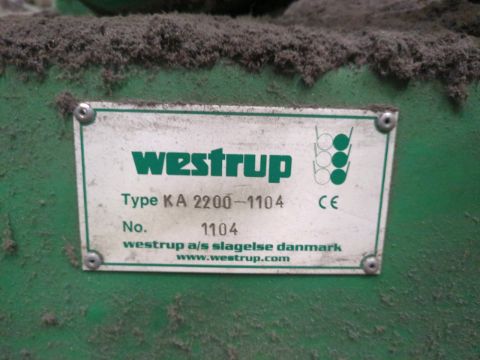 westrup
Type KA 2200-1104 CE
No. 1104
westrup a/s slagelse danmark
www.westrup.com